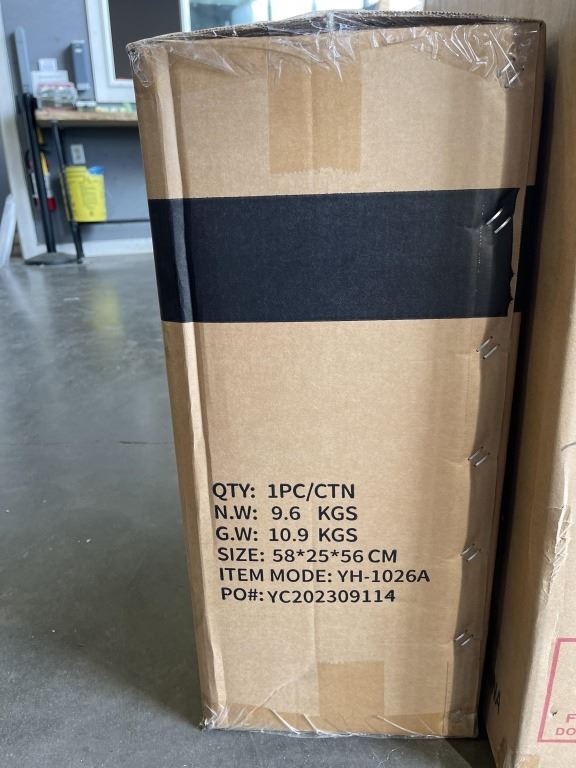 QTY: 1PC/CTN
N.W: 9.6 KGS
G.W: 10.9 KGS
SIZE: 58*25*56 CM
ITEM MODE: YH-1026A
PO#: YC202309114
DO